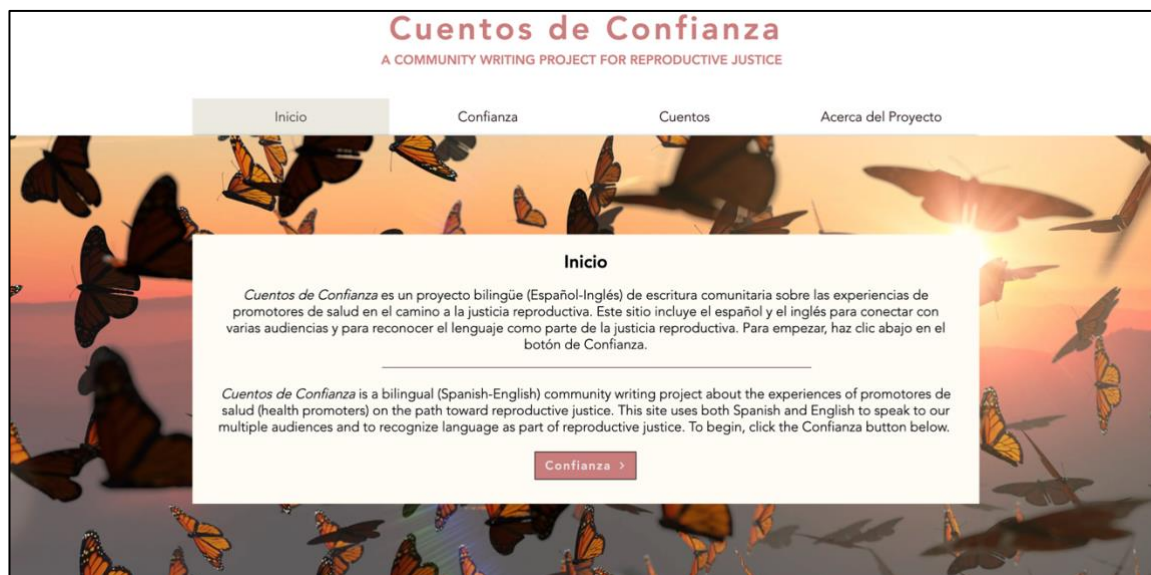 Cuentos de Confianza
A COMMUNITY WRITING PROJECT FOR REPRODUCTIVE JUSTICE
Inicio Confianza Cuentos Acerca del Proyecto
Inicio
Cuentos de Confianza es un proyecto bilingüe (Español-Inglés) de escritura comunitaria sobre las experiencias de
promotores de salud en el camino a la justicia reproductiva. Este sitio incluye el español y el inglés para conectar con
varias audiencias y para reconocer el lenguaje como parte de la justicia reproductiva. Para empezar, haz clic abajo en el
botón de Confianza.
Cuentos de Confianza is a bilingual (Spanish-English) community writing project about the experiences of promotores de
salud (health promoters) on the path toward reproductive justice. This site uses both Spanish and English to speak to our
multiple audiences and to recognize language as part of reproductive justice. To begin, click the Confianza button below.
Confianza >